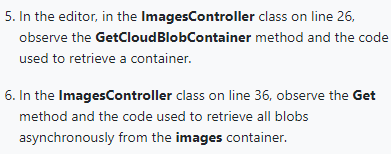 5. In the editor, in the ImagesController class on line 26,
observe the GetCloudBlobContainer method and the code
used to retrieve a container.
6. In the ImagesController class on line 36, observe the Get
method and the code used to retrieve all blobs
asynchronously from the images container.